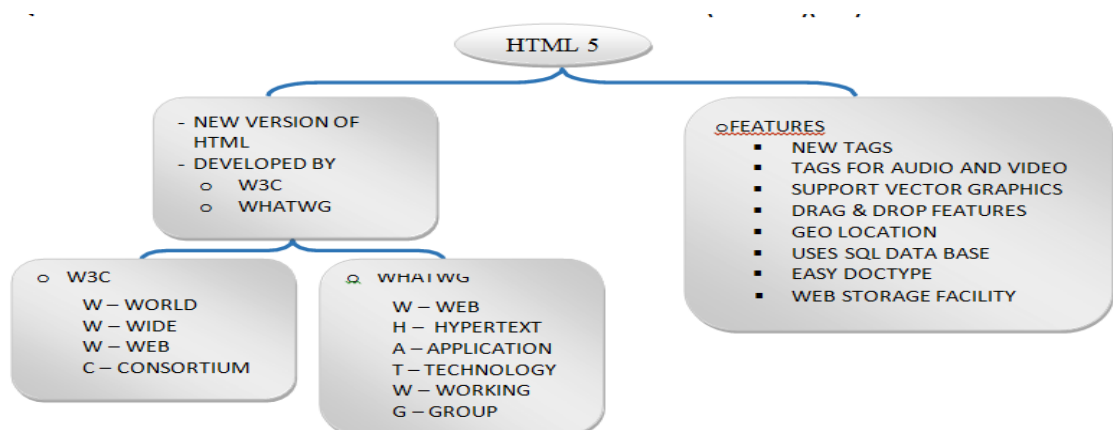 HTML 5
- NEW VERSION OF
HTML
- DEVELOPED BY
o W3C
o WHATWG
o FEATURES
▪ NEW TAGS
▪ TAGS FOR AUDIO AND VIDEO
▪ SUPPORT VECTOR GRAPHICS
▪ DRAG & DROP FEATURES
▪ GEO LOCATION
▪ USES SQL DATA BASE
▪ EASY DOCTYPE
▪ WEB STORAGE FACILITY
o W3C
W – WORLD
W – WIDE
W – WEB
C – CONSORTIUM
o WHATWG
W – WEB
H – HYPERTEXT
A – APPLICATION
T – TECHNOLOGY
W – WORKING
G – GROUP